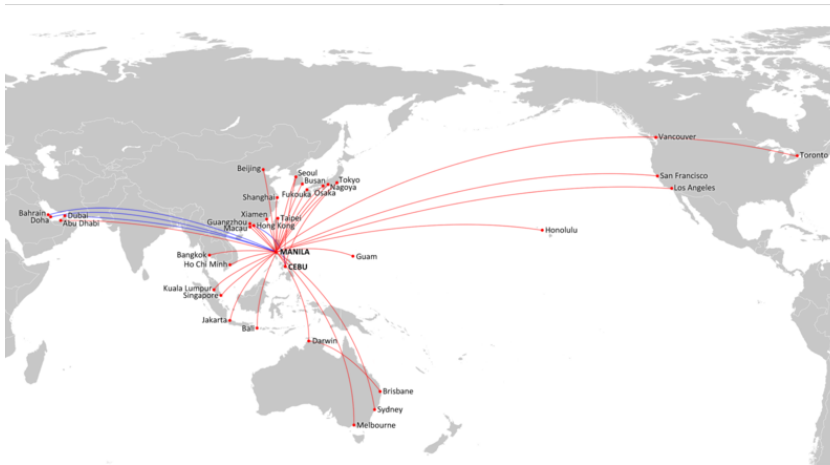 Vancouver
Toronto
Beijing
Seoul
Busan
Tokyo
Nagoya
Fukouka
Osaka
San Francisco
Los Angeles
Shanghai
Xiamen
Taipei
Bahrain
Doha
Dubai
Abu Dhabi
Guangzhou
Hong Kong
Macau
Honolulu
MANILA
Bangkok
Guam
Ho Chi Minh
CEBU
Kuala Lumpur
Singapore
Jakarta
Bali
Darwin
Brisbane
Sydney
Melbourne